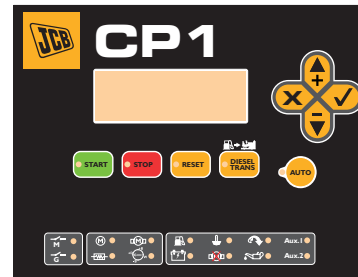 JCB
CP1
START
STOP
RESET
DIESEL
TRANS
AUTO
M
G
M
M
Aux.1
Aux.2